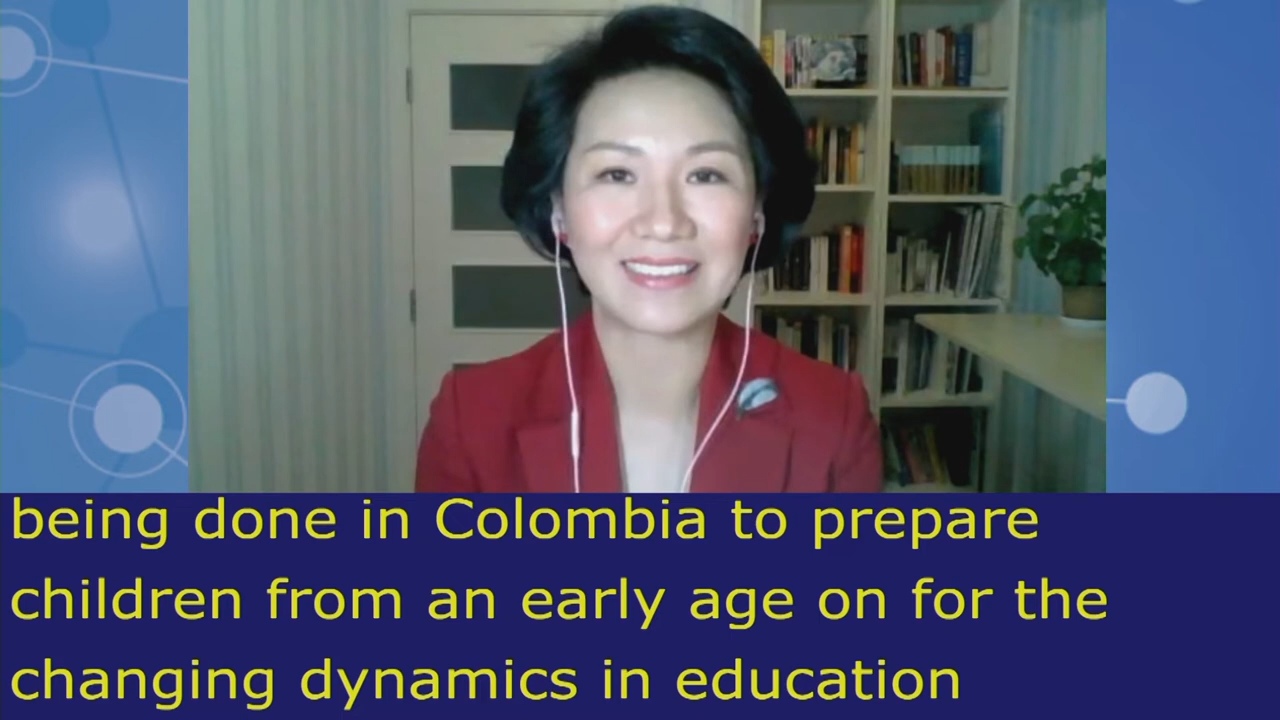 being done in Colombia to prepare
children from an early age on for the
changing dynamics in education